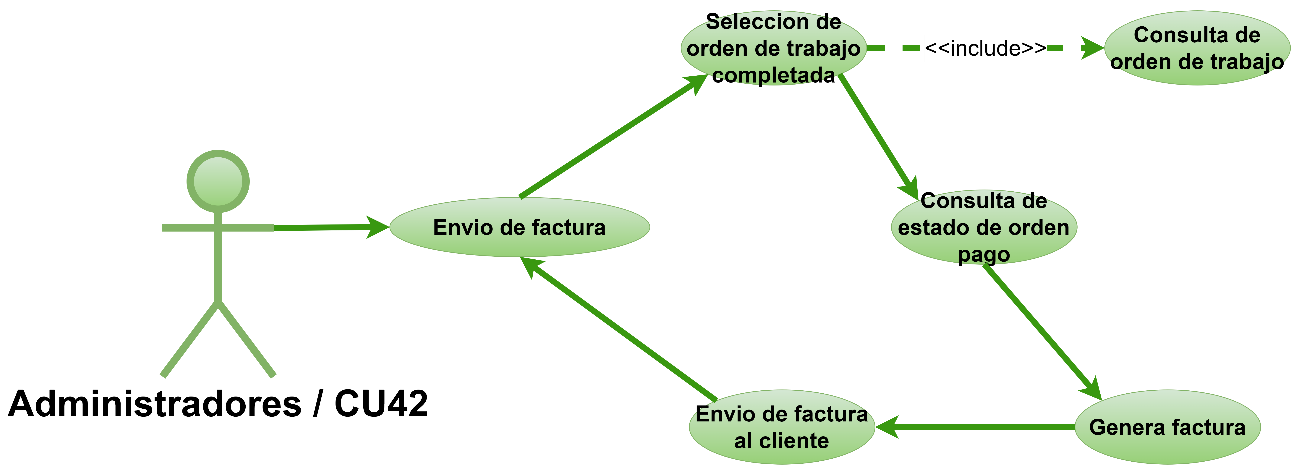 Seleccion de
orden de trabajo
completada
<<include>>
Consulta de
orden de trabajo
Envio de factura
Consulta de
estado de orden
pago
Administradores / CU42
Envio de factura
al cliente
Genera factura